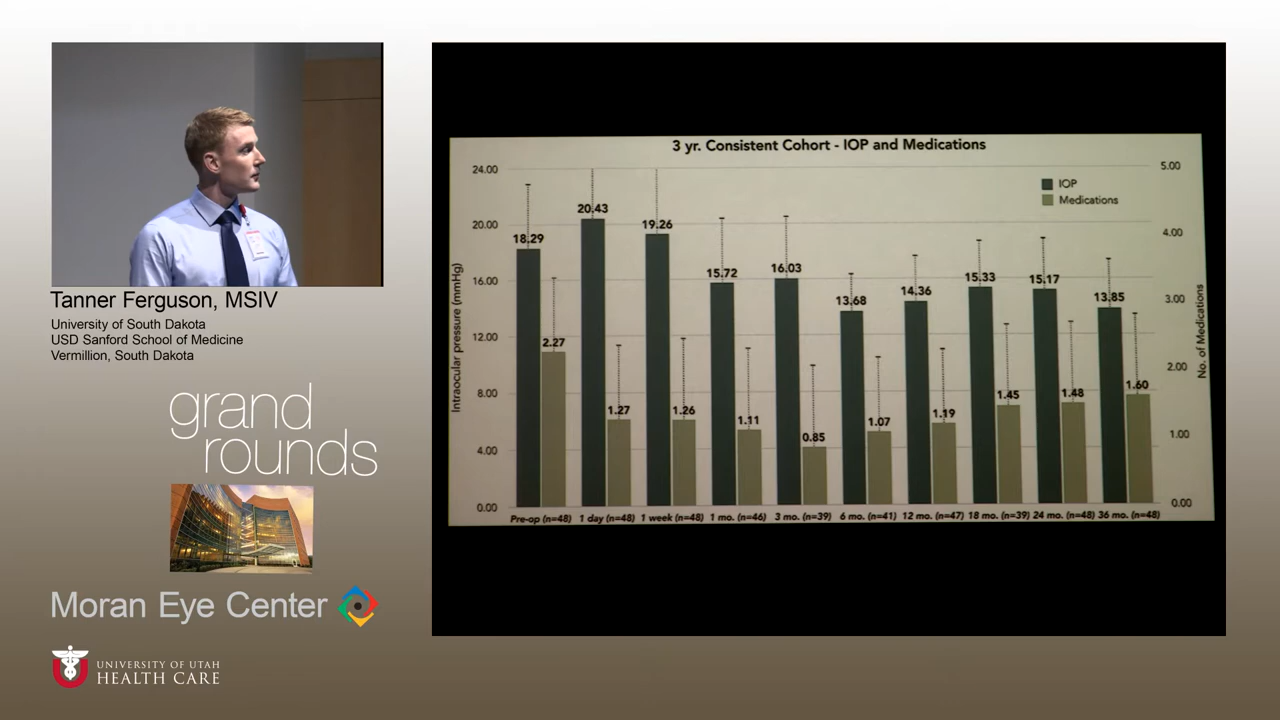 Tanner Ferguson, MSIV
University of South Dakota
USD Sanford School of Medicine
Vermillion, South Dakota
grand
rounds
Moran Eye Center
U
UNIVERSITY OF UTAH
HEALTH CARE
3 yr. Consistent Cohort - IOP and Medications
IOP
Medications
Intraocular pressure (mmHg)
24.00
20.00
16.00
12.00
8.00
4.00
0.00
18.29
2.27
20.43
1.27
19.26
1.26
15.72
1.11
16.03
0.85
13.68
1.07
14.36
1.19
15.33
1.45
15.17
1.48
13.85
1.60
5.00
4.00
3.00
2.00
1.00
0.00
No. of Medications
Pre-op (n=48) 1 day (n=48) 1 week (n=48) 1 mo. (n=46) 3 mo. (n=39) 6 mo. (n=41) 12 mo. (n=47) 18 mo. (n=39) 24 mo. (n=48) 36 mo. (n=48)